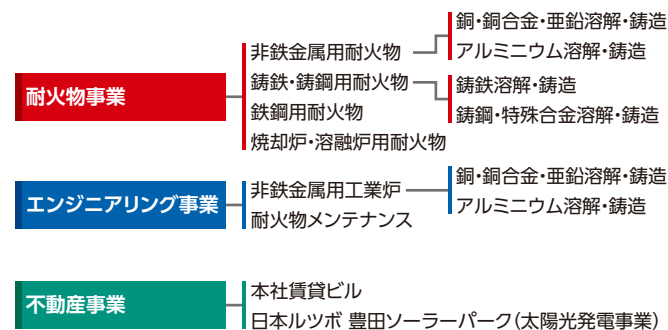 耐火物事業
非鉄金属用耐火物
鋳鉄・鋳鋼用耐火物
鉄鋼用耐火物
焼却炉・溶融炉用耐火物
銅・銅合金・亜鉛溶解・鋳造
アルミニウム溶解・鋳造
鋳鉄溶解・鋳造
鋳鋼・特殊合金溶解・鋳造
エンジニアリング事業
非鉄金属用工業炉
耐火物メンテナンス
銅・銅合金・亜鉛溶解・鋳造
アルミニウム溶解・鋳造
不動産事業
本社賃貸ビル
日本ルツボ 豊田ソーラーパーク(太陽光発電事業)